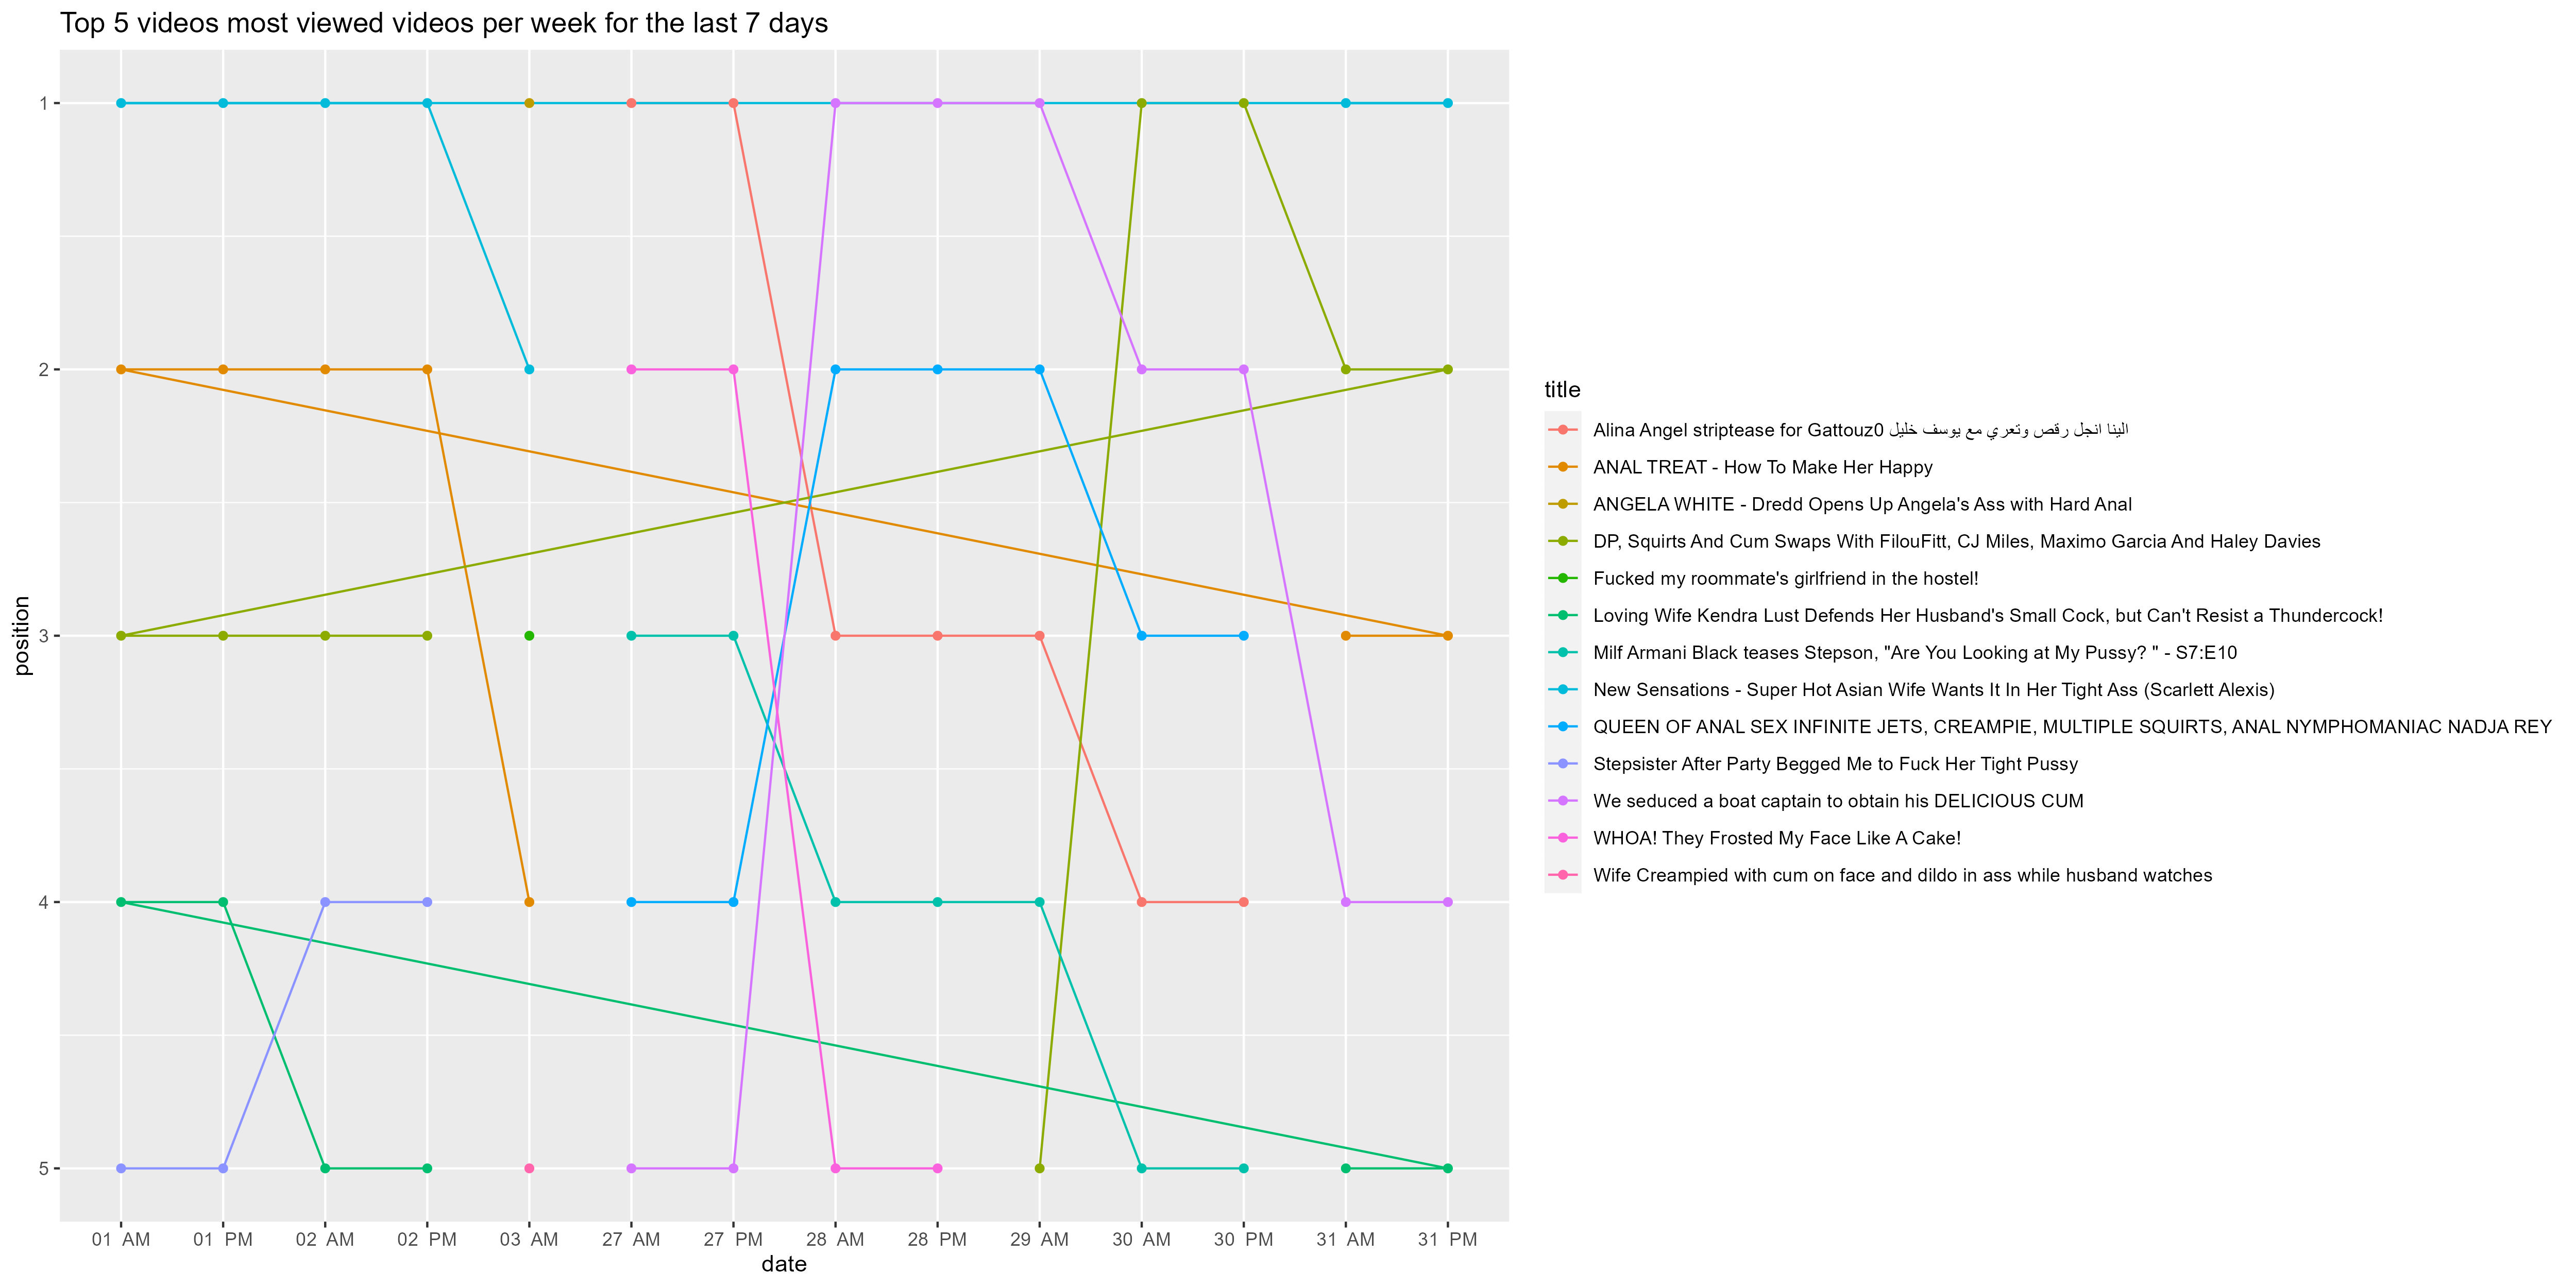 Top 5 videos most viewed videos per week for the last 7 days
position
1
2
3
4
5
01 AM
01 PM
02 AM
02 PM
03 AM
27 AM
27 PM
28 AM
28 PM
29 AM
30 AM
30 PM
31 AM
31 PM
date
title
Alina Angel striptease for Gattouz0 الينا انجل رقص وتعري مع يوسف خليل
ANAL TREAT - How To Make Her Happy
ANGELA WHITE - Dredd Opens Up Angela's Ass with Hard Anal
DP, Squirts And Cum Swaps With FilouFitt, CJ Miles, Maximo Garcia And Haley Davies
Fucked my roommate's girlfriend in the hostel!
Loving Wife Kendra Lust Defends Her Husband's Small Cock, but Can't Resist a Thundercock!
Milf Armani Black teases Stepson, "Are You Looking at My Pussy? " - S7:E10
New Sensations - Super Hot Asian Wife Wants It In Her Tight Ass (Scarlett Alexis)
QUEEN OF ANAL SEX INFINITE JETS, CREAMPIE, MULTIPLE SQUIRTS, ANAL NYMPHOMANIAC NADJA REY
Stepsister After Party Begged Me to Fuck Her Tight Pussy
We seduced a boat captain to obtain his DELICIOUS CUM
WHOA! They Frosted My Face Like A Cake!
Wife Creampied with cum on face and dildo in ass while husband watches